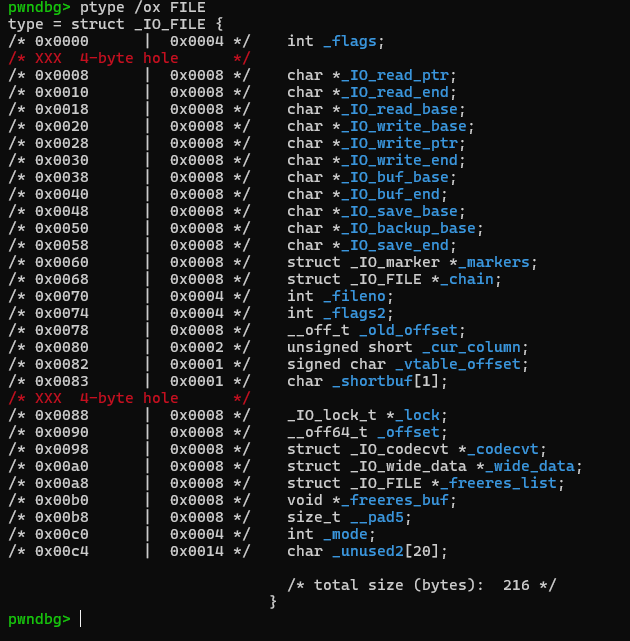 pwndbg> ptype /ox FILE
type = struct _IO_FILE {
/* 0x0000      |  0x0004 */    int _flags;
/* XXX  4-byte hole      */
/* 0x0008      |  0x0008 */    char *_IO_read_ptr;
/* 0x0010      |  0x0008 */    char *_IO_read_end;
/* 0x0018      |  0x0008 */    char *_IO_read_base;
/* 0x0020      |  0x0008 */    char *_IO_write_base;
/* 0x0028      |  0x0008 */    char *_IO_write_ptr;
/* 0x0030      |  0x0008 */    char *_IO_write_end;
/* 0x0038      |  0x0008 */    char *_IO_buf_base;
/* 0x0040      |  0x0008 */    char *_IO_buf_end;
/* 0x0048      |  0x0008 */    char *_IO_save_base;
/* 0x0050      |  0x0008 */    char *_IO_backup_base;
/* 0x0058      |  0x0008 */    char *_IO_save_end;
/* 0x0060      |  0x0008 */    struct _IO_marker *_markers;
/* 0x0068      |  0x0008 */    struct _IO_FILE *_chain;
/* 0x0070      |  0x0004 */    int _fileno;
/* 0x0074      |  0x0004 */    int _flags2;
/* 0x0078      |  0x0008 */    __off_t _old_offset;
/* 0x0080      |  0x0002 */    unsigned short _cur_column;
/* 0x0082      |  0x0001 */    signed char _vtable_offset;
/* 0x0083      |  0x0001 */    char _shortbuf[1];
/* XXX  4-byte hole      */
/* 0x0088      |  0x0008 */    _IO_lock_t *_lock;
/* 0x0090      |  0x0008 */    __off64_t _offset;
/* 0x0098      |  0x0008 */    struct _IO_codecvt *_codecvt;
/* 0x00a0      |  0x0008 */    struct _IO_wide_data *_wide_data;
/* 0x00a8      |  0x0008 */    struct _IO_FILE *_freeres_list;
/* 0x00b0      |  0x0008 */    void *_freeres_buf;
/* 0x00b8      |  0x0008 */    size_t __pad5;
/* 0x00c0      |  0x0004 */    int _mode;
/* 0x00c4      |  0x0014 */    char _unused2[20];
/* total size (bytes):  216 */
}
pwndbg>